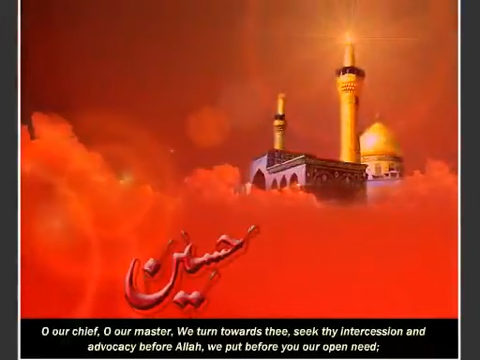 حسین
O our chief, O our master, We turn towards thee, seek thy intercession and
advocacy before Allah, we put before you our open need;